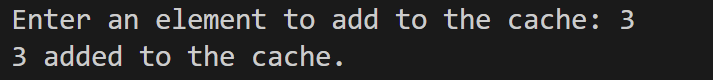 Enter an element to add to the cache: 3
3 added to the cache.